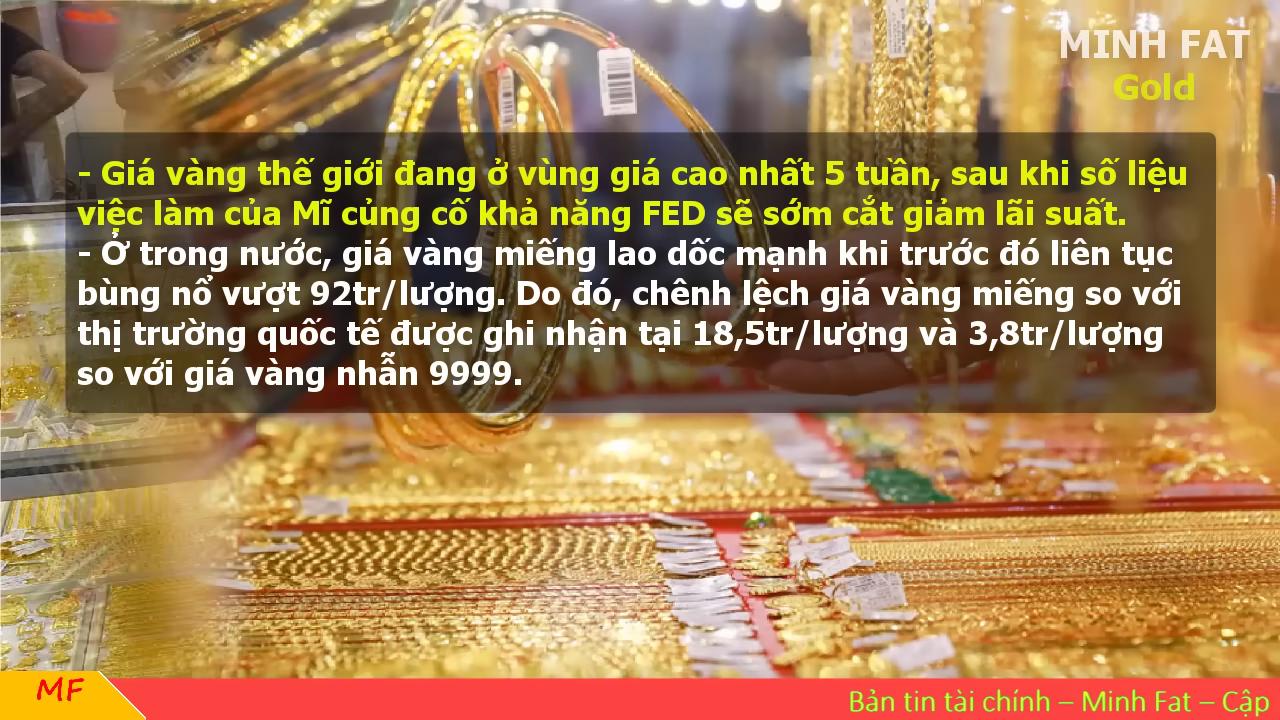 MINH FAT
Gold
- Giá vàng thế giới đang ở vùng giá cao nhất 5 tuần, sau khi số liệu
việc làm của Mĩ củng cố khả năng FED sẽ sớm cắt giảm lãi suất.
- Ở trong nước, giá vàng miếng lao dốc mạnh khi trước đó liên tục
bùng nổ vượt 92tr/lượng. Do đó, chênh lệch giá vàng miếng so với
thị trường quốc tế được ghi nhận tại 18,5tr/lượng và 3,8tr/lượng
so với giá vàng nhẫn 9999.
MF
Bản tin tài chính – Minh Fat – Cập